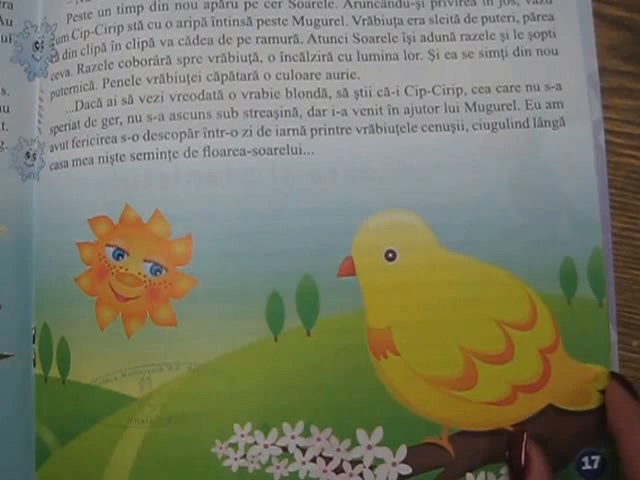 Peste un timp din nou apăru pe cer Soarele. Aruncându-și privirea în jos, văzu
cum Cip-Cirip stă cu o aripă întinsă peste Mugurel. Vrăbiuța era sleită de puteri, părea
că din clipă în clipă va cădea de pe ramură. Atunci Soarele își adună razele și le șopti
ceva. Razele coborâră spre vrăbiuță, o încălziră cu lumina lor. Și ea se simți din nou
puternică. Penele vrăbiuței căpătară o culoare aurie.
...Dacă ai să vezi vreodată o vrabie blondă, să știi că-i Cip-Cirip, cea care nu s-a
speriat de ger, nu s-a ascuns sub streașină, dar i-a venit în ajutor lui Mugurel. Eu am
avut fericirea s-o descopăr într-o zi de iarnă printre vrăbiuțele cenușii, ciugulind lângă
casa mea niște semințe de floarea-soarelui...
17